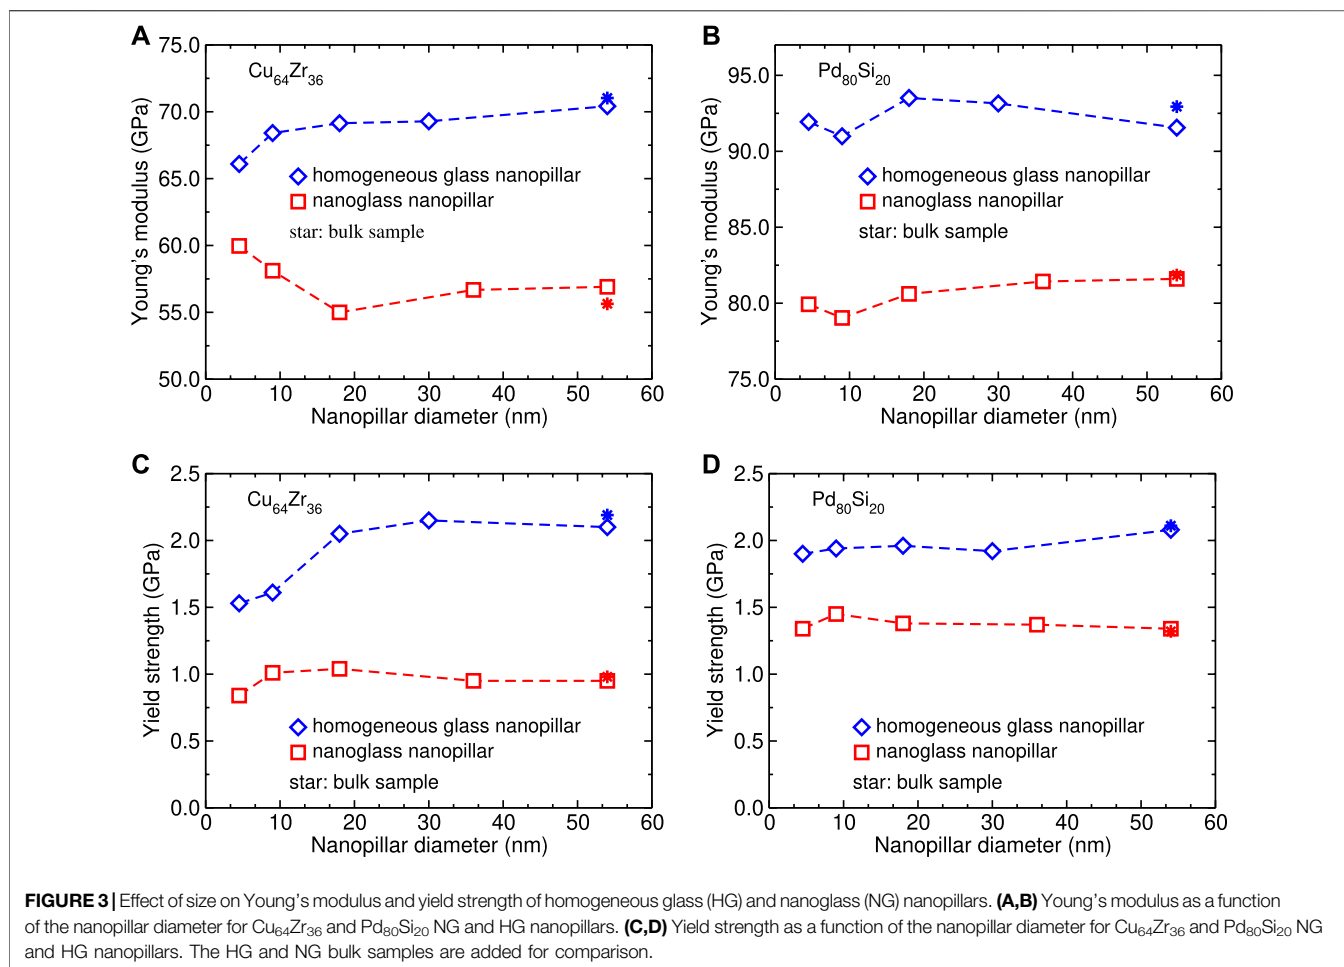 A
75.0
70.0
65.0
60.0
55.0
50.0
Young's modulus (GPa)
Cu64Zr36
homogeneous glass nanopillar
nanoglass nanopillar
star: bulk sample
0 10 20 30 40 50 60
Nanopillar diameter (nm)
B
95.0
90.0
85.0
80.0
75.0
Young's modulus (GPa)
Pd80Si20
homogeneous glass nanopillar
nanoglass nanopillar
star: bulk sample
0 10 20 30 40 50 60
Nanopillar diameter (nm)
C
2.5
2.0
1.5
1.0
0.5
0.0
Yield strength (GPa)
Cu64Zr36
homogeneous glass nanopillar
nanoglass nanopillar
star: bulk sample
0 10 20 30 40 50 60
Nanopillar diameter (nm)
D
2.5
2.0
1.5
1.0
0.5
0.0
Yield strength (GPa)
Pd80Si20
homogeneous glass nanopillar
nanoglass nanopillar
star: bulk sample
0 10 20 30 40 50 60
Nanopillar diameter (nm)
FIGURE 3 | Effect of size on Young's modulus and yield strength of homogeneous glass (HG) and nanoglass (NG) nanopillars. (A,B) Young's modulus as a function
of the nanopillar diameter for Cu64Zr36 and Pd80Si20 NG and HG nanopillars. (C,D) Yield strength as a function of the nanopillar diameter for Cu64Zr36 and Pd80Si20 NG
and HG nanopillars. The HG and NG bulk samples are added for comparison.